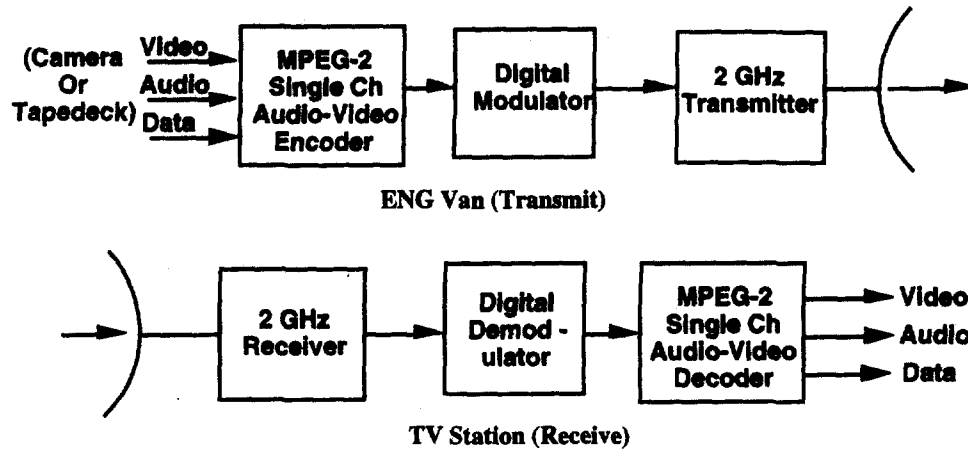 (Camera
Or
Tapedeck)
Video
Audio
Data
MPEG-2
Single Ch
Audio-Video
Encoder
Digital
Modulator
2 GHz
Transmitter
ENG Van (Transmit)
2 GHz
Receiver
Digital
Demod -
ulator
MPEG-2
Single Ch
Audio-Video
Decoder
Video
Audio
Data
TV Station (Receive)